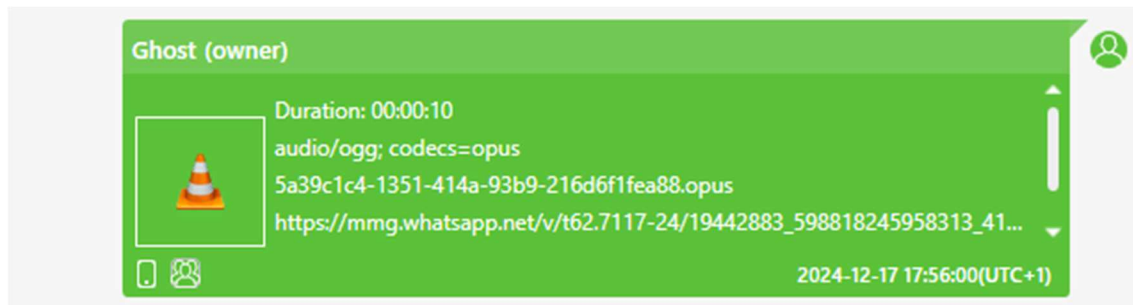 Ghost (owner)
Duration: 00:00:10
audio/ogg; codecs=opus
5a39c1c4-1351-414a-93b9-216d6f1fea88.opus
https://mmg.whatsapp.net/v/t62.7117-24/19442883_598818245958313_41...
2024-12-17 17:56:00(UTC+1)